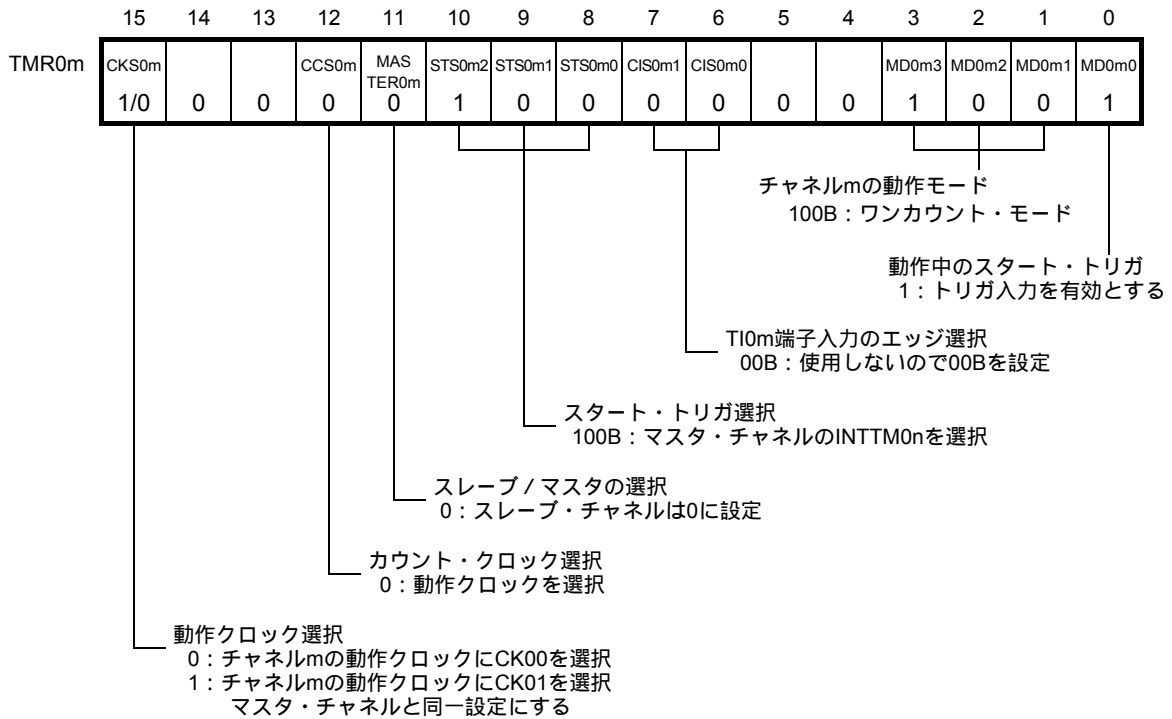 15 14 13 12 11 10 9 8 7 6 5 4 3 2 1 0
TMR0m
CKS0m CCS0m MAS TER0m STS0m2 STS0m1 STS0m0 CIS0m1 CIS0m0 MD0m3 MD0m2 MD0m1 MD0m0
1/0 0 0 0 0 1 0 0 0 0 0 0 1 0 0 1
チャネルmの動作モード
100B：ワンカウント・モード
動作中のスタート・トリガ
1：トリガ入力を有効とする
TI0m端子入力のエッジ選択
00B：使用しないので00Bを設定
スタート・トリガ選択
100B：マスタ・チャネルのINTTM0nを選択
スレーブ／マスタの選択
0：スレーブ・チャネルは0に設定
カウント・クロック選択
0：動作クロックを選択
動作クロック選択
0：チャネルmの動作クロックにCK00を選択
1：チャネルmの動作クロックにCK01を選択
マスタ・チャネルと同一設定にする